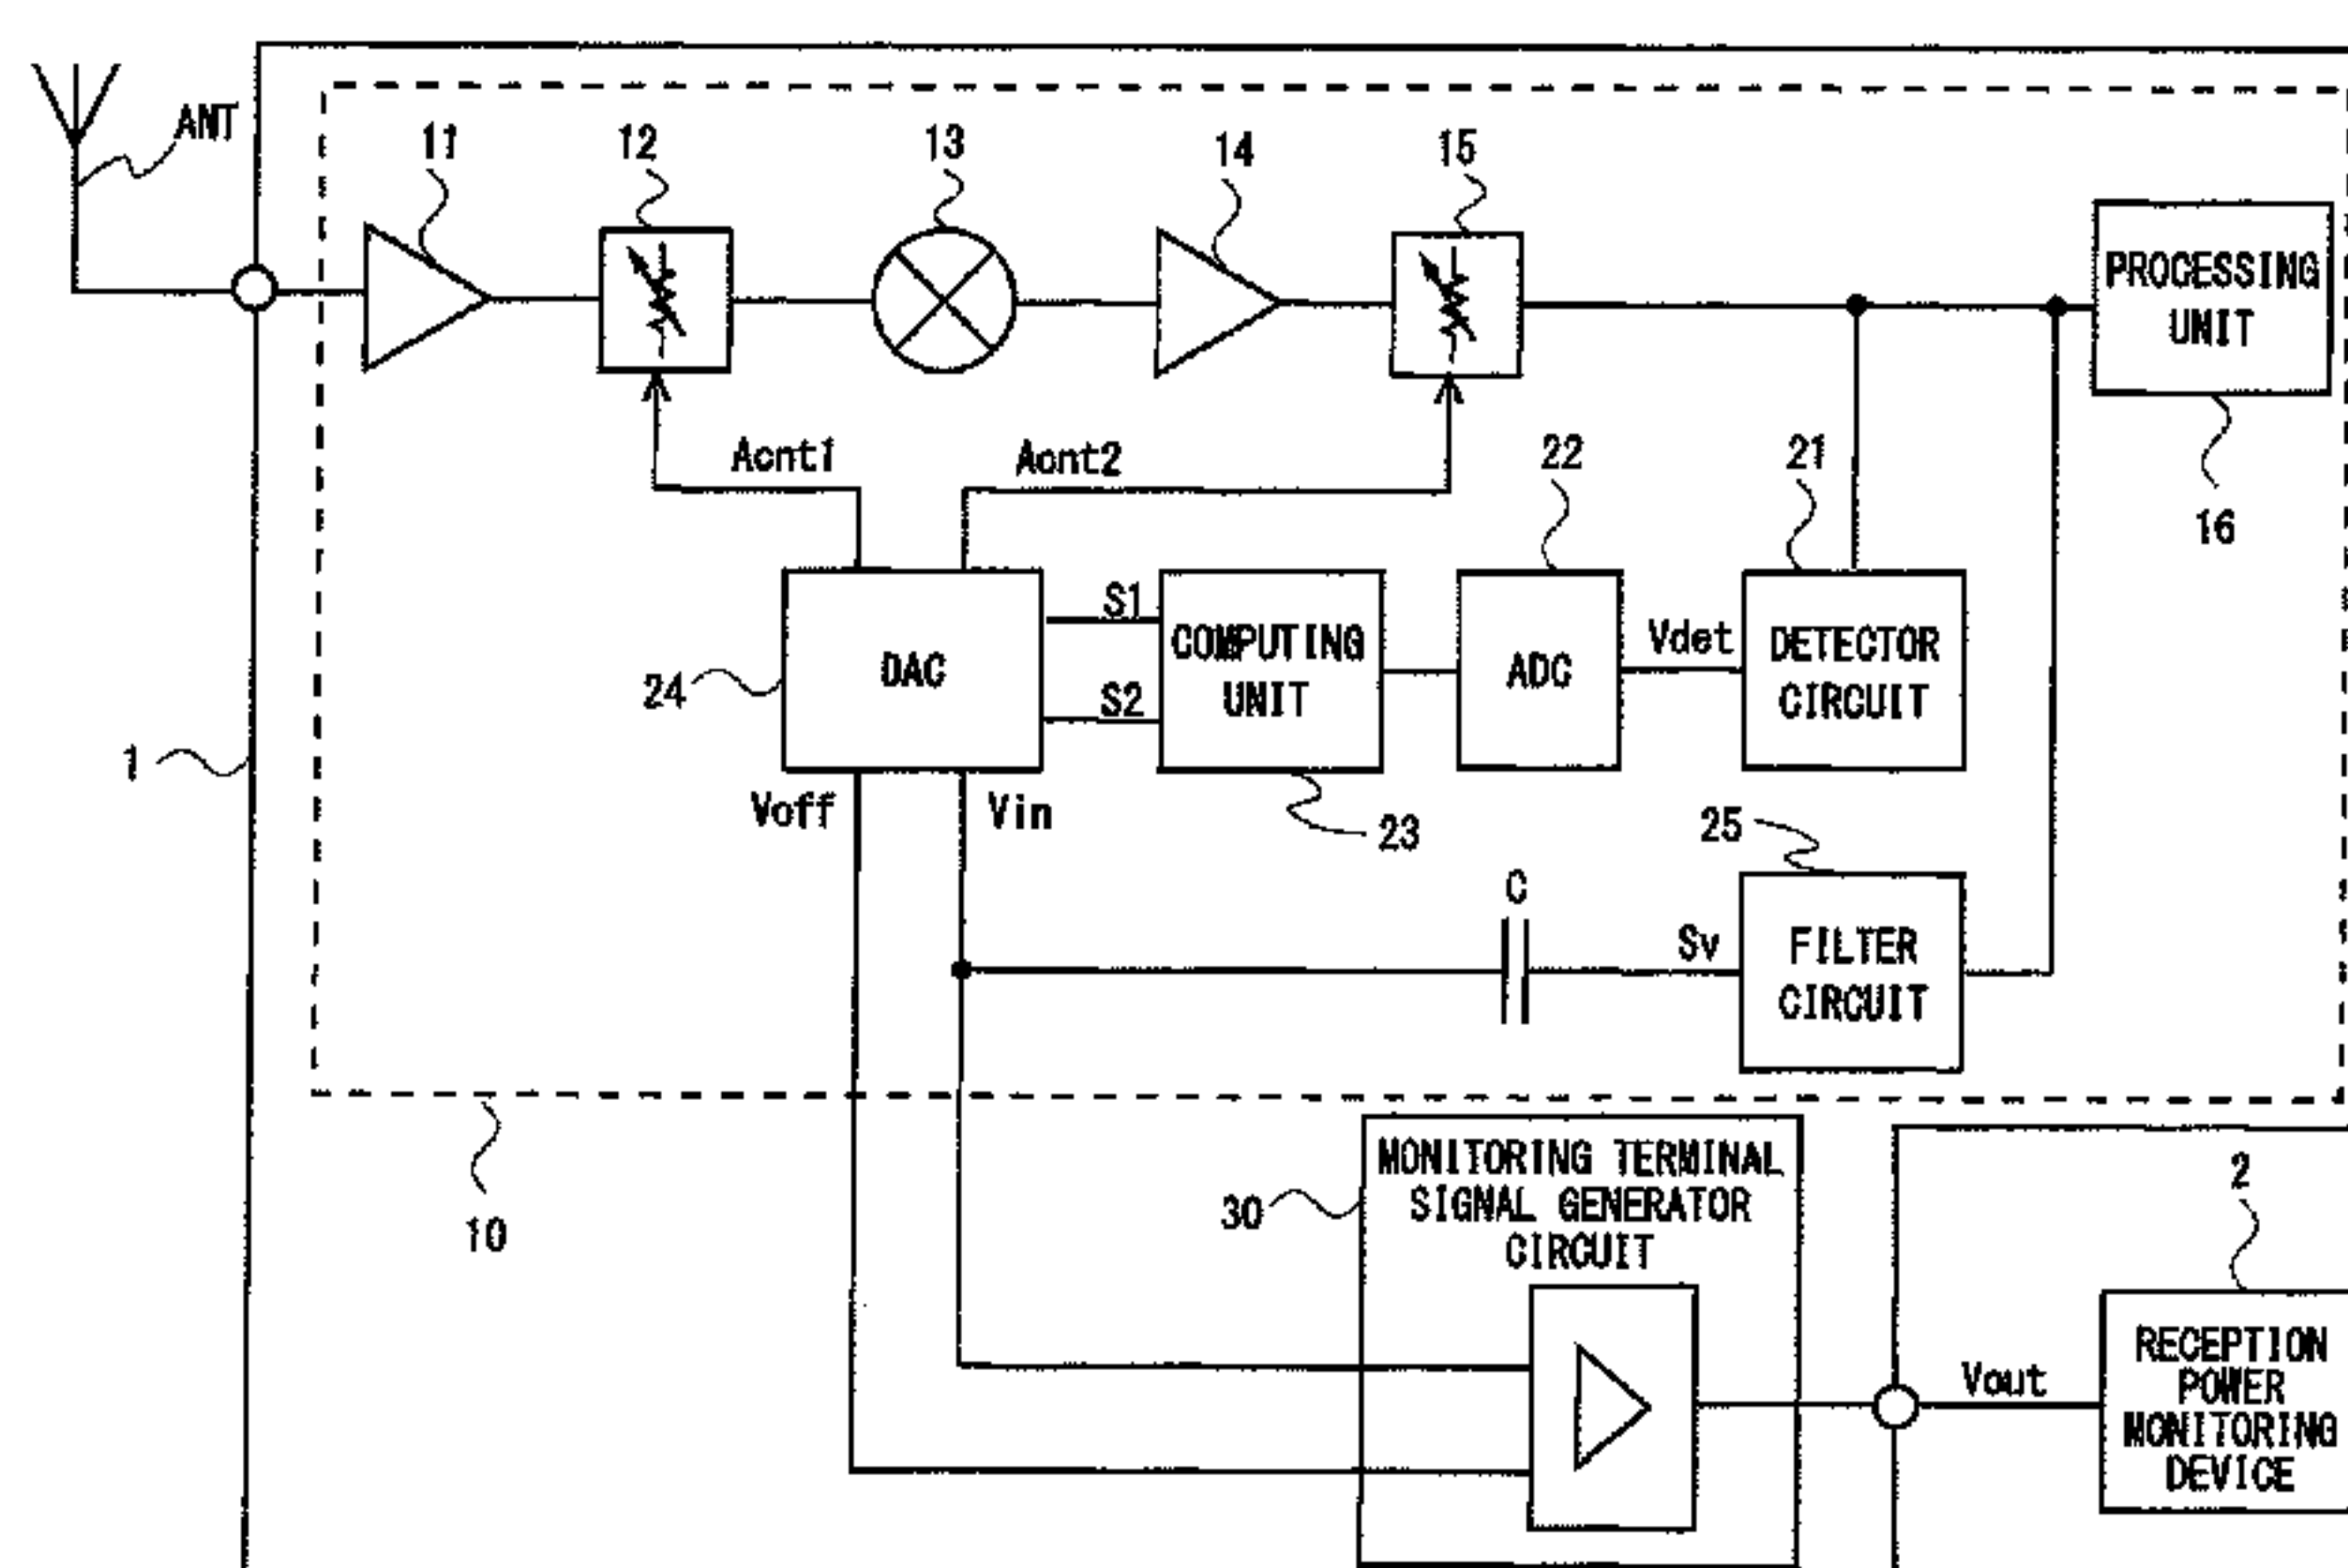 ANT
11
12
13
14
15
PROCESSING
UNIT
16
Acnt1
Acnt2
22
21
24
DAC
S1
S2
COMPUTING
UNIT
ADC
Vdet
DETECTOR
CIRCUIT
1
Voff
Vin
23
25
C
Sv
FILTER
CIRCUIT
10
30
MONITORING TERMINAL
SIGNAL GENERATOR
CIRCUIT
2
Vout
RECEPTION
POWER
MONITORING
DEVICE